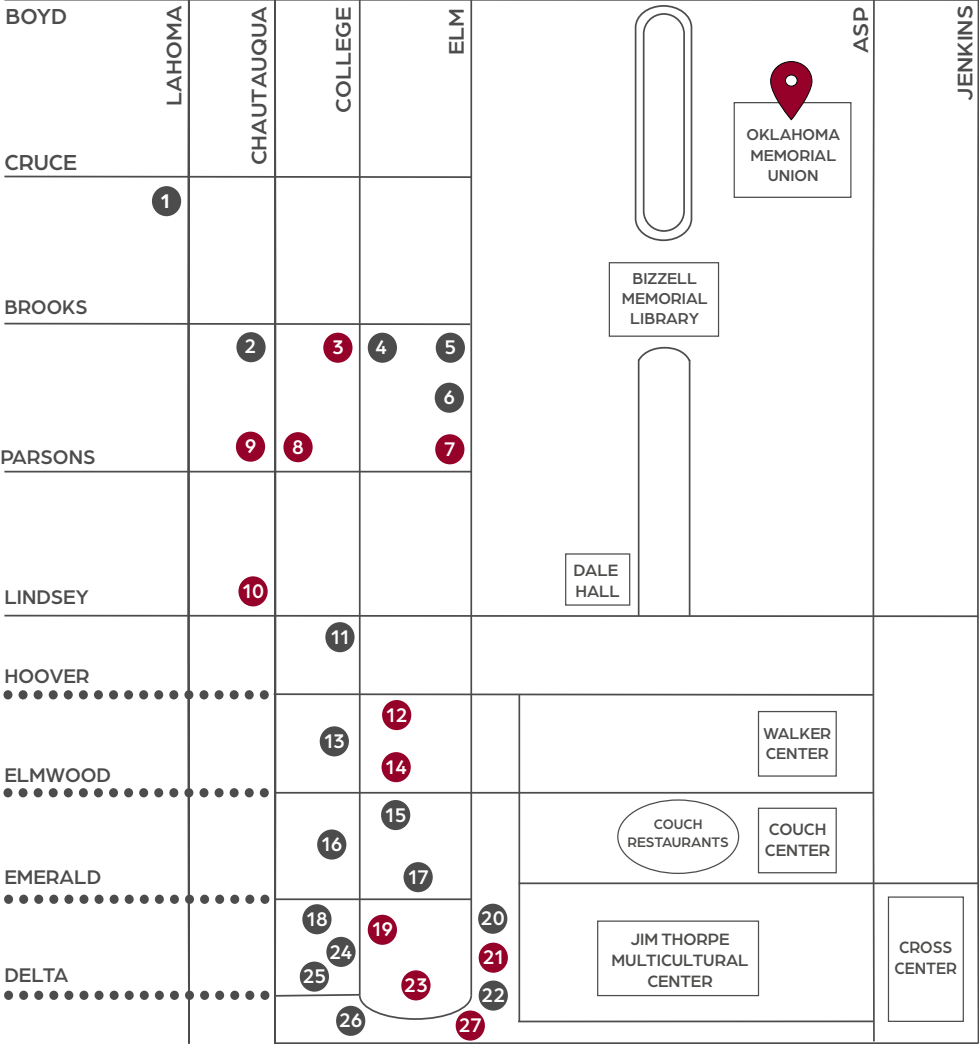 BOYD
LAHOMA
CHAUTAUQUA
COLLEGE
ELM
ASP
JENKINS
OKLAHOMA
MEMORIAL
UNION
CRUCE
1
BIZZELL
MEMORIAL
LIBRARY
BROOKS
2
3
4
5
6
9
8
7
PARSONS
DALE
HALL
10
LINDSEY
11
HOOVER
12
13
14
WALKER
CENTER
ELMWOOD
15
16
17
COUCH
RESTAURANTS
COUCH
CENTER
EMERALD
18
19
20
24
21
25
23
22
JIM THORPE
MULTICULTURAL
CENTER
CROSS
CENTER
DELTA
26
27